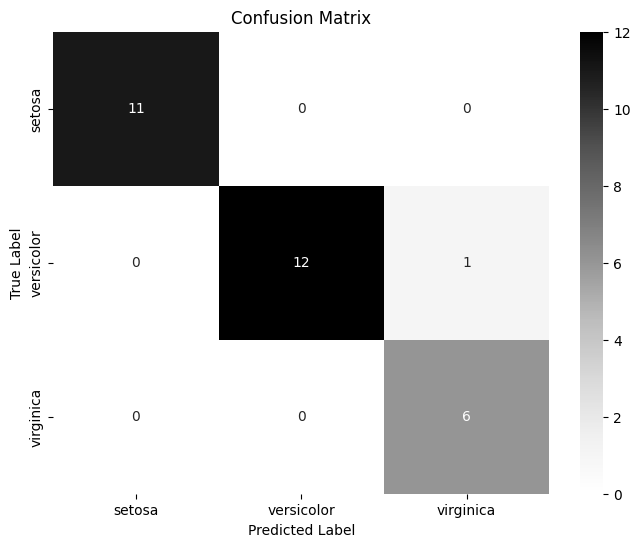 Confusion Matrix
setosa
11
0
0
versicolor
0
12
1
virginica
0
0
6
True Label
setosa
versicolor
virginica
Predicted Label
12
10
8
6
4
2
0